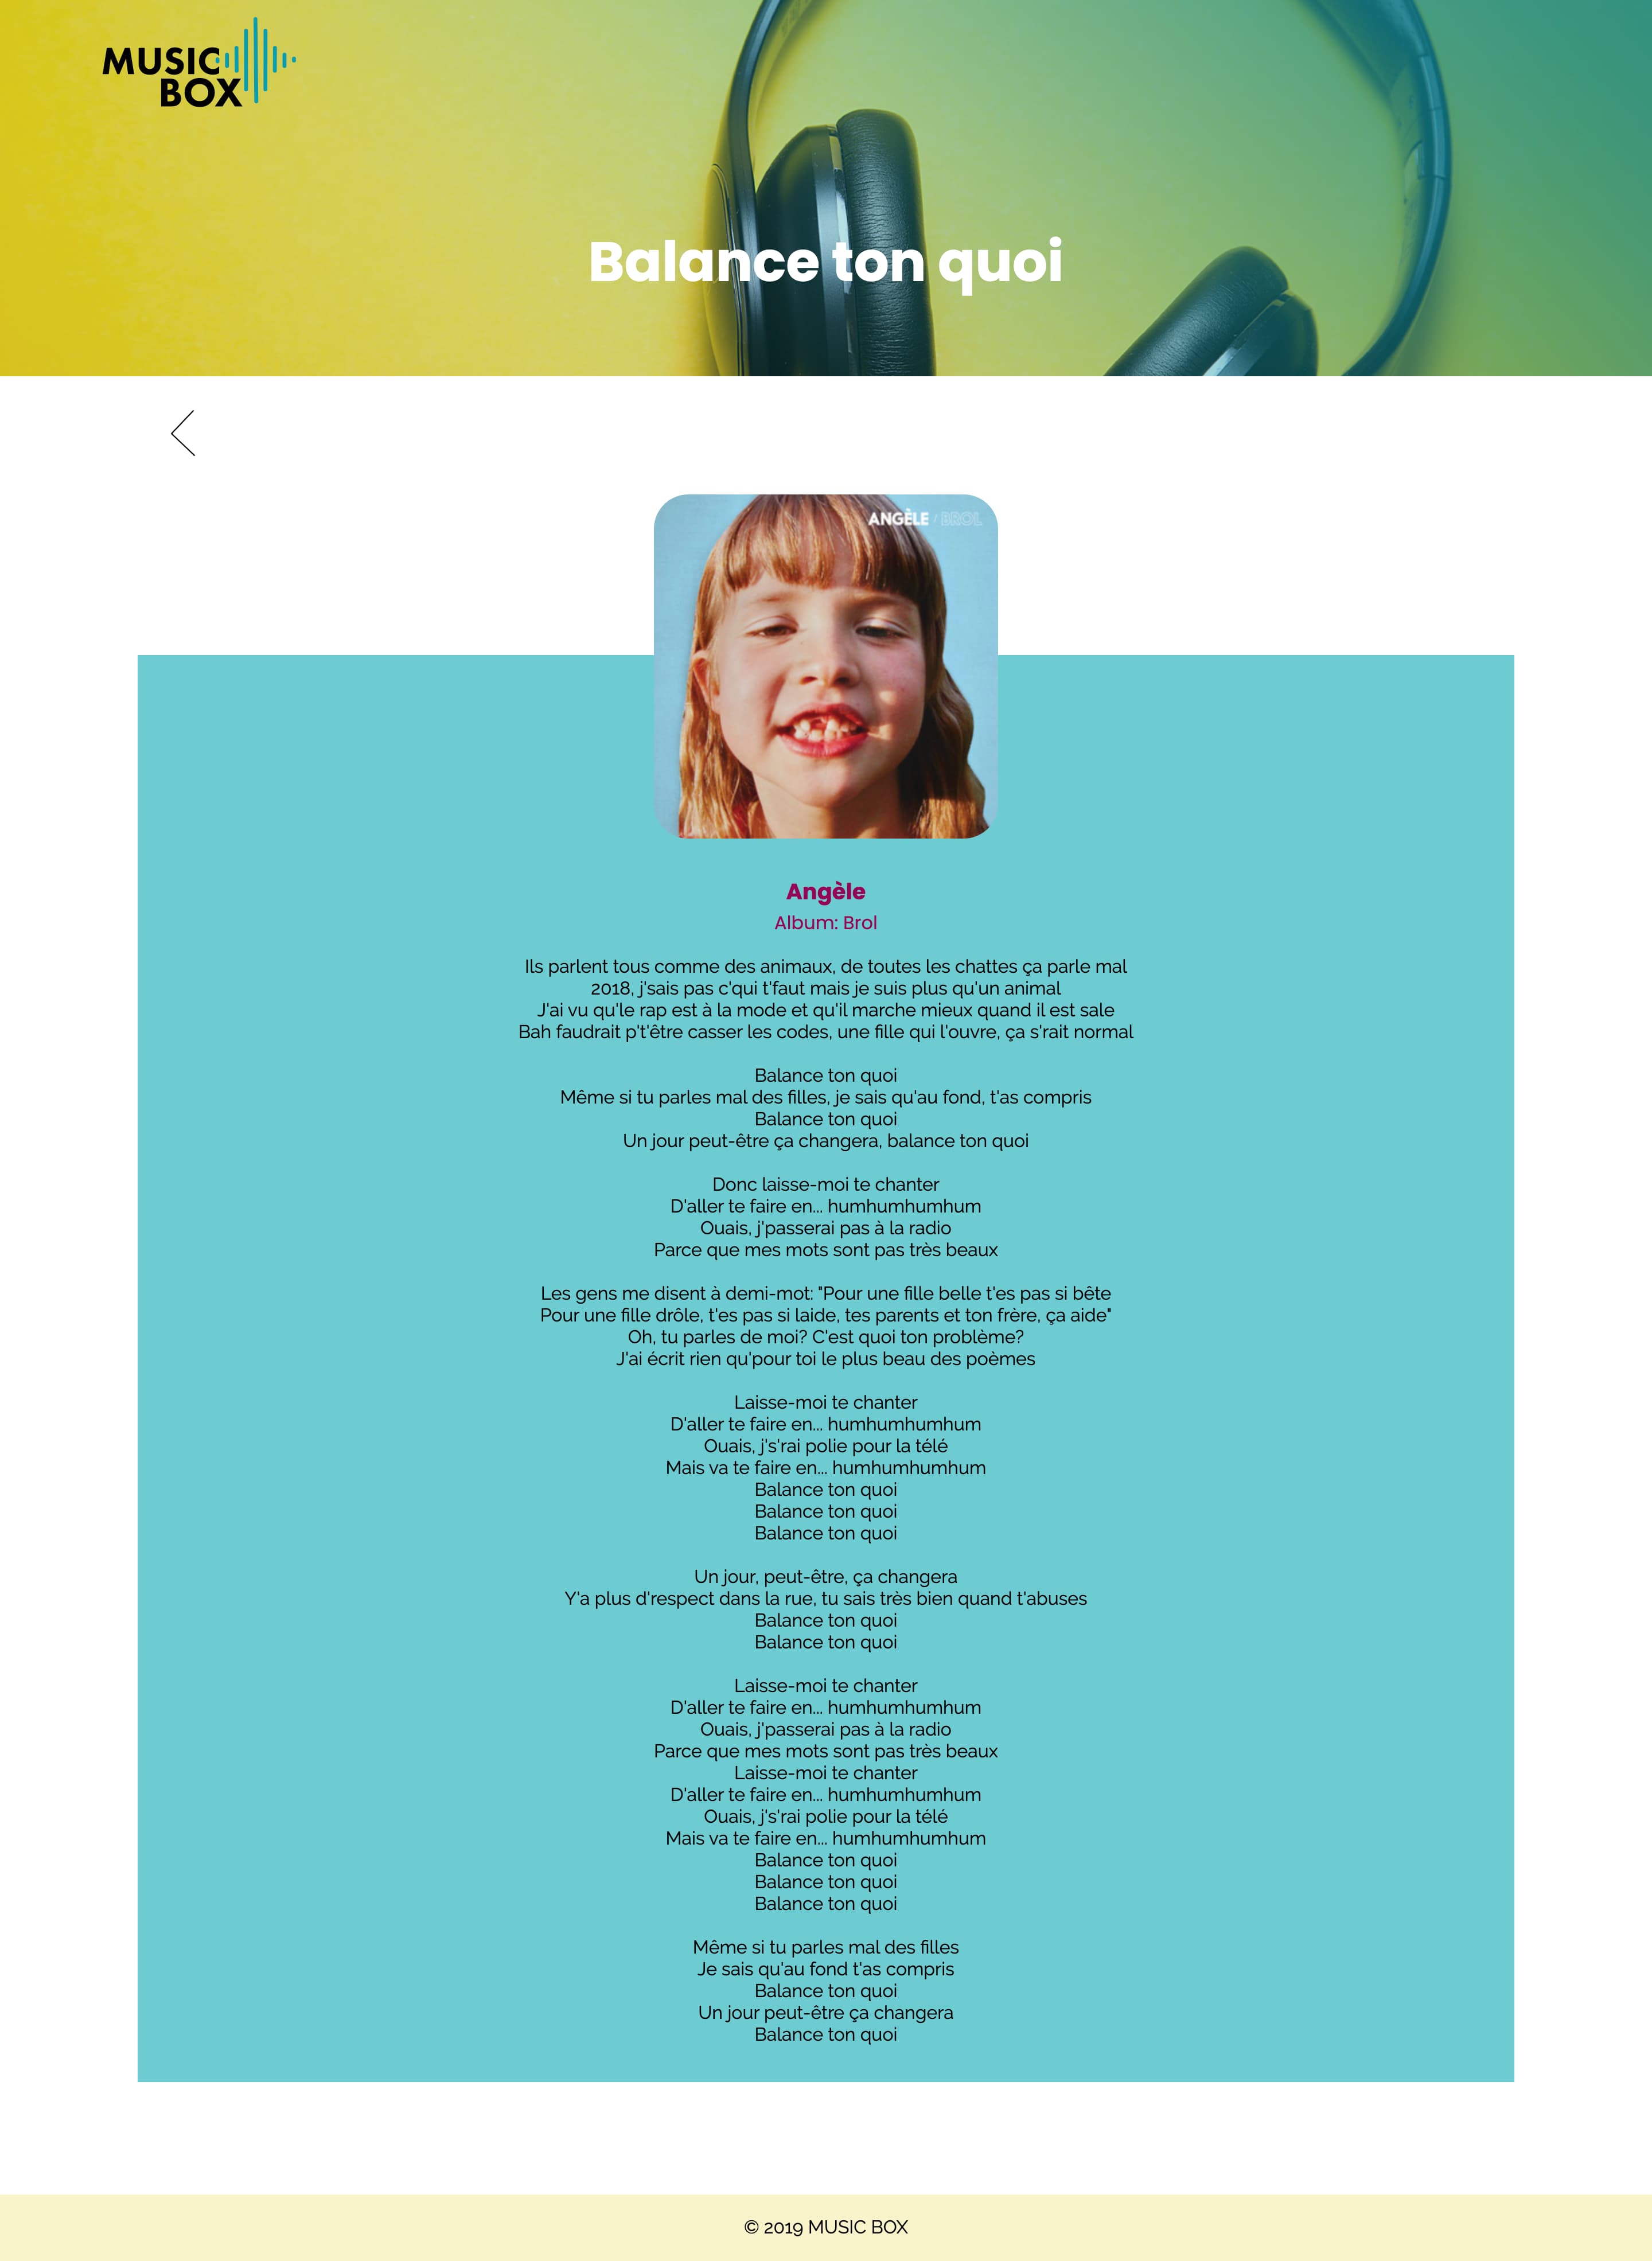 MUSIC
BOX
Balance ton quoi
ANGÈLE / BROL
Angèle
Album: Brol
Ils parlent tous comme des animaux, de toutes les chattes ça parle mal
2018, j'sais pas c'qui t'faut mais je suis plus qu'un animal
J'ai vu qu'le rap est à la mode et qu'il marche mieux quand il est sale
Bah faudrait p't'être casser les codes, une fille qui l'ouvre, ça s'rait normal
Balance ton quoi
Même si tu parles mal des filles, je sais qu'au fond, t'as compris
Balance ton quoi
Un jour peut-être ça changera, balance ton quoi
Donc laisse-moi te chanter
D'aller te faire en... humhumhumhum
Ouais, j'passerai pas à la radio
Parce que mes mots sont pas très beaux
Les gens me disent à demi-mot: "Pour une fille belle t'es pas si bête
Pour une fille drôle, t'es pas si laide, tes parents et ton frère, ça aide"
Oh, tu parles de moi? C'est quoi ton problème?
J'ai écrit rien qu'pour toi le plus beau des poèmes
Laisse-moi te chanter
D'aller te faire en... humhumhumhum
Ouais, j's'rai polie pour la télé
Mais va te faire en... humhumhumhum
Balance ton quoi
Balance ton quoi
Balance ton quoi
Un jour, peut-être, ça changera
Y'a plus d'respect dans la rue, tu sais très bien quand t'abuses
Balance ton quoi
Balance ton quoi
Laisse-moi te chanter
D'aller te faire en... humhumhumhum
Ouais, j'passerai pas à la radio
Parce que mes mots sont pas très beaux
Laisse-moi te chanter
D'aller te faire en... humhumhumhum
Ouais, j's'rai polie pour la télé
Mais va te faire en... humhumhumhum
Balance ton quoi
Balance ton quoi
Balance ton quoi
Même si tu parles mal des filles
Je sais qu'au fond t'as compris
Balance ton quoi
Un jour peut-être ça changera
Balance ton quoi
© 2019 MUSIC BOX